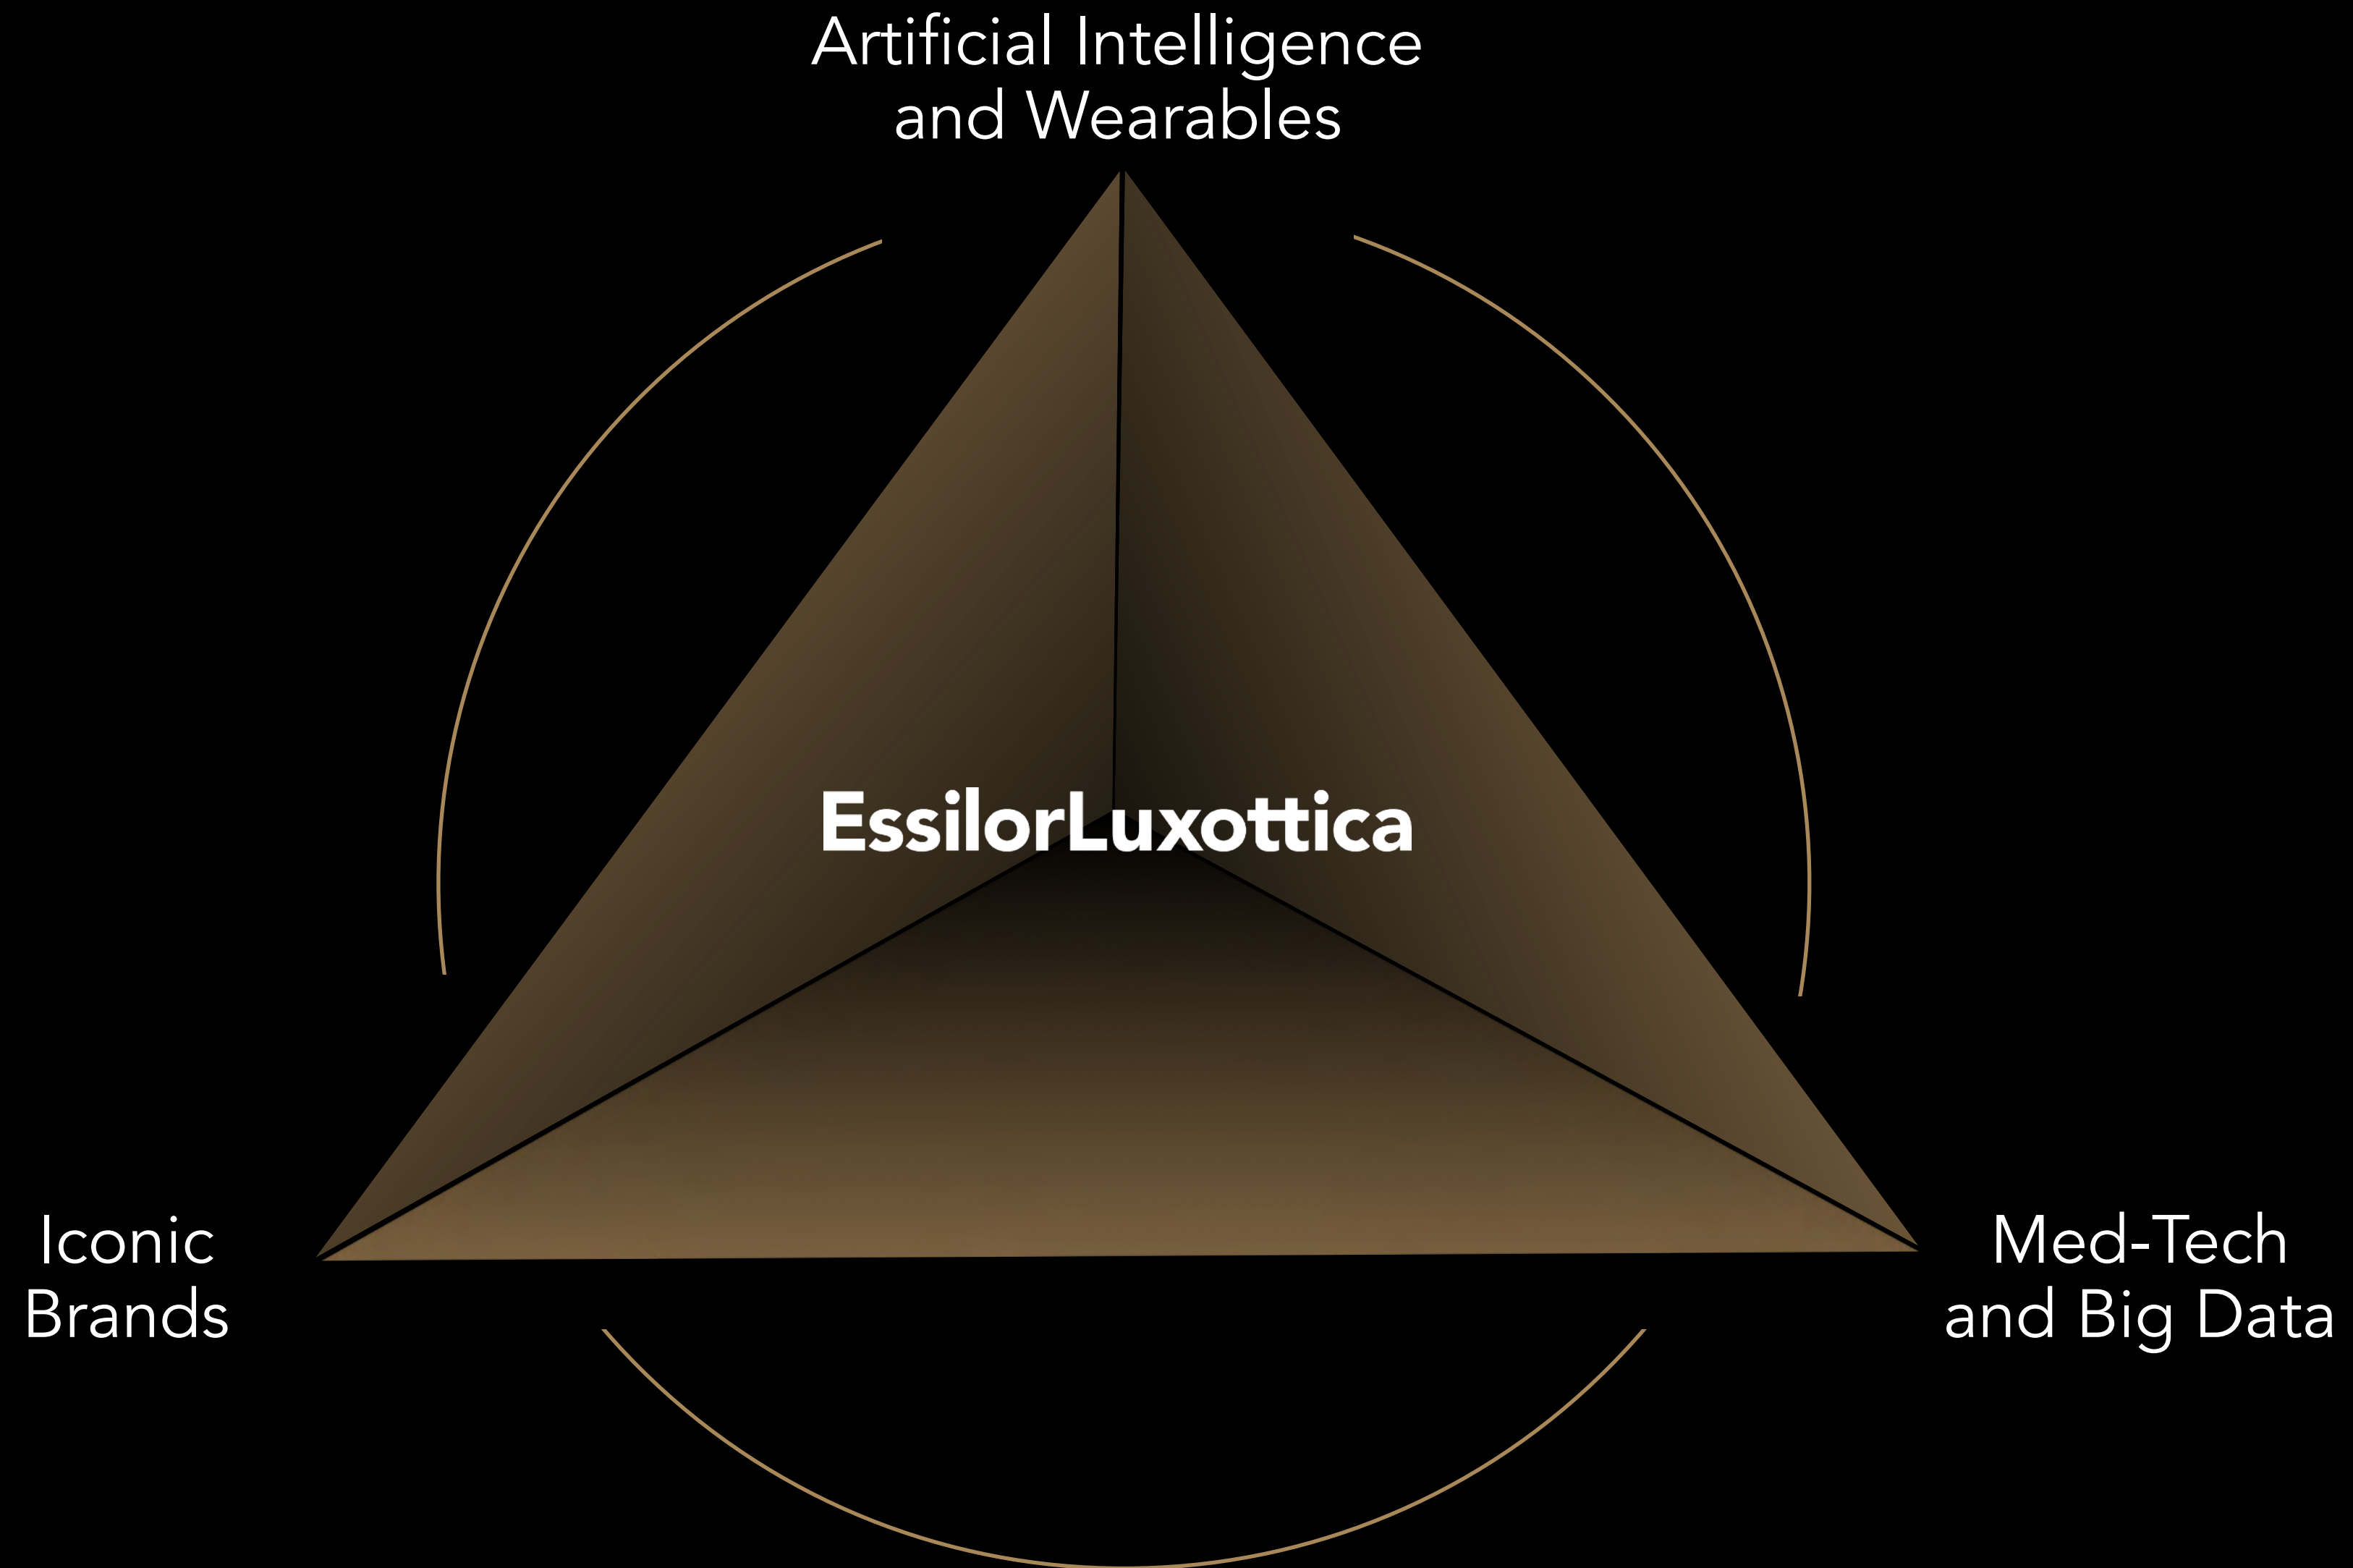 Artificial Intelligence
and Wearables
EssilorLuxottica
Iconic
Brands
Med-Tech
and Big Data